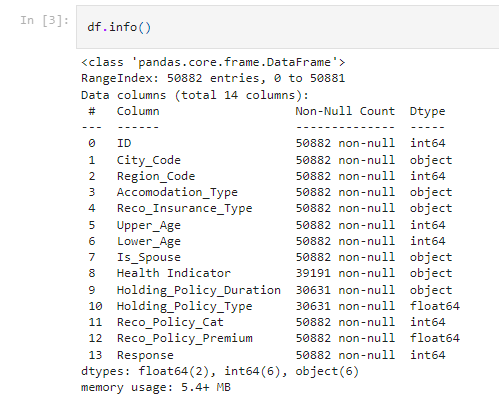 In [3]:
df.info()
<class 'pandas.core.frame.DataFrame'>
RangeIndex: 50882 entries, 0 to 50881
Data columns (total 14 columns):
 #   Column                   Non-Null Count  Dtype
---  ------                   --------------  -----
 0   ID                       50882 non-null  int64
 1   City_Code                50882 non-null  object
 2   Region_Code              50882 non-null  int64
 3   Accomodation_Type        50882 non-null  object
 4   Reco_Insurance_Type      50882 non-null  object
 5   Upper_Age                50882 non-null  int64
 6   Lower_Age                50882 non-null  int64
 7   Is_Spouse                50882 non-null  object
 8   Health Indicator         39191 non-null  object
 9   Holding_Policy_Duration  30631 non-null  object
 10  Holding_Policy_Type      30631 non-null  float64
 11  Reco_Policy_Cat          50882 non-null  int64
 12  Reco_Policy_Premium      50882 non-null  float64
 13  Response                 50882 non-null  int64
dtypes: float64(2), int64(6), object(6)
memory usage: 5.4+ MB